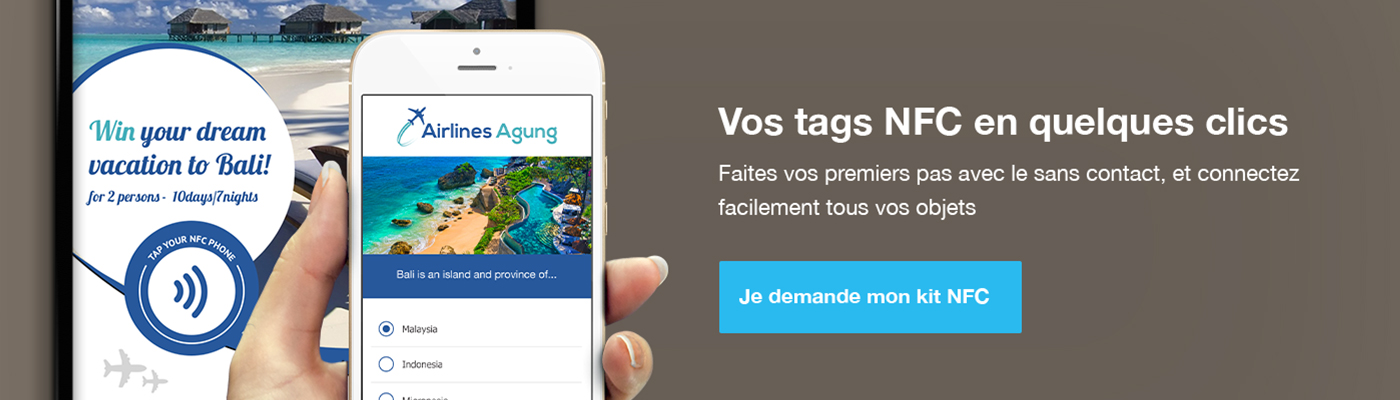 Win your dream
vacation to Bali!
for 2 persons - 10days/7nights
TAP YOUR NFC PHONE
Airlines Agung
Bali is an island and province of...
Malaysia
Indonesia
Vos tags NFC en quelques clics
Faites vos premiers pas avec le sans contact, et connectez
facilement tous vos objets
Je demande mon kit NFC